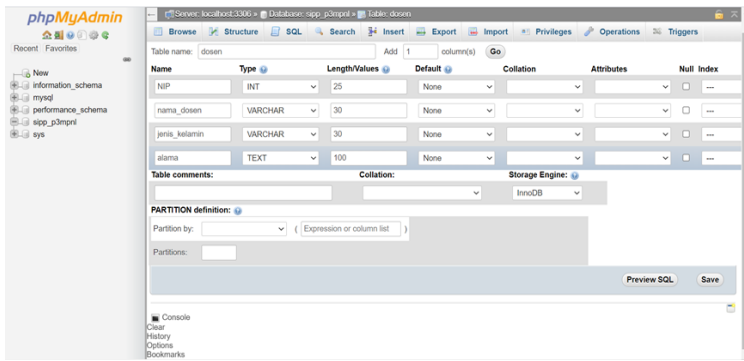 phpMyAdmin
Recent Favorites
New
information_schema
mysql
performance_schema
sipp_p3mpnl
sys
Server: localhost:3306 » Database: sipp_p3mpnl » Table: dosen
Browse Structure SQL Search Insert Export Import Privileges Operations Triggers
Table name: dosen Add 1 column(s) Go
Name Type Length/Values Default Collation Attributes Null Index
NIP INT 25 None ---
nama_dosen VARCHAR 30 None ---
jenis_kelamin VARCHAR 30 None ---
alama TEXT 100 None ---
Table comments: Collation: Storage Engine:
InnoDB
PARTITION definition:
Partition by: ( Expression or column list )
Partitions:
Preview SQL Save
Console
Clear
History
Options
Bookmarks